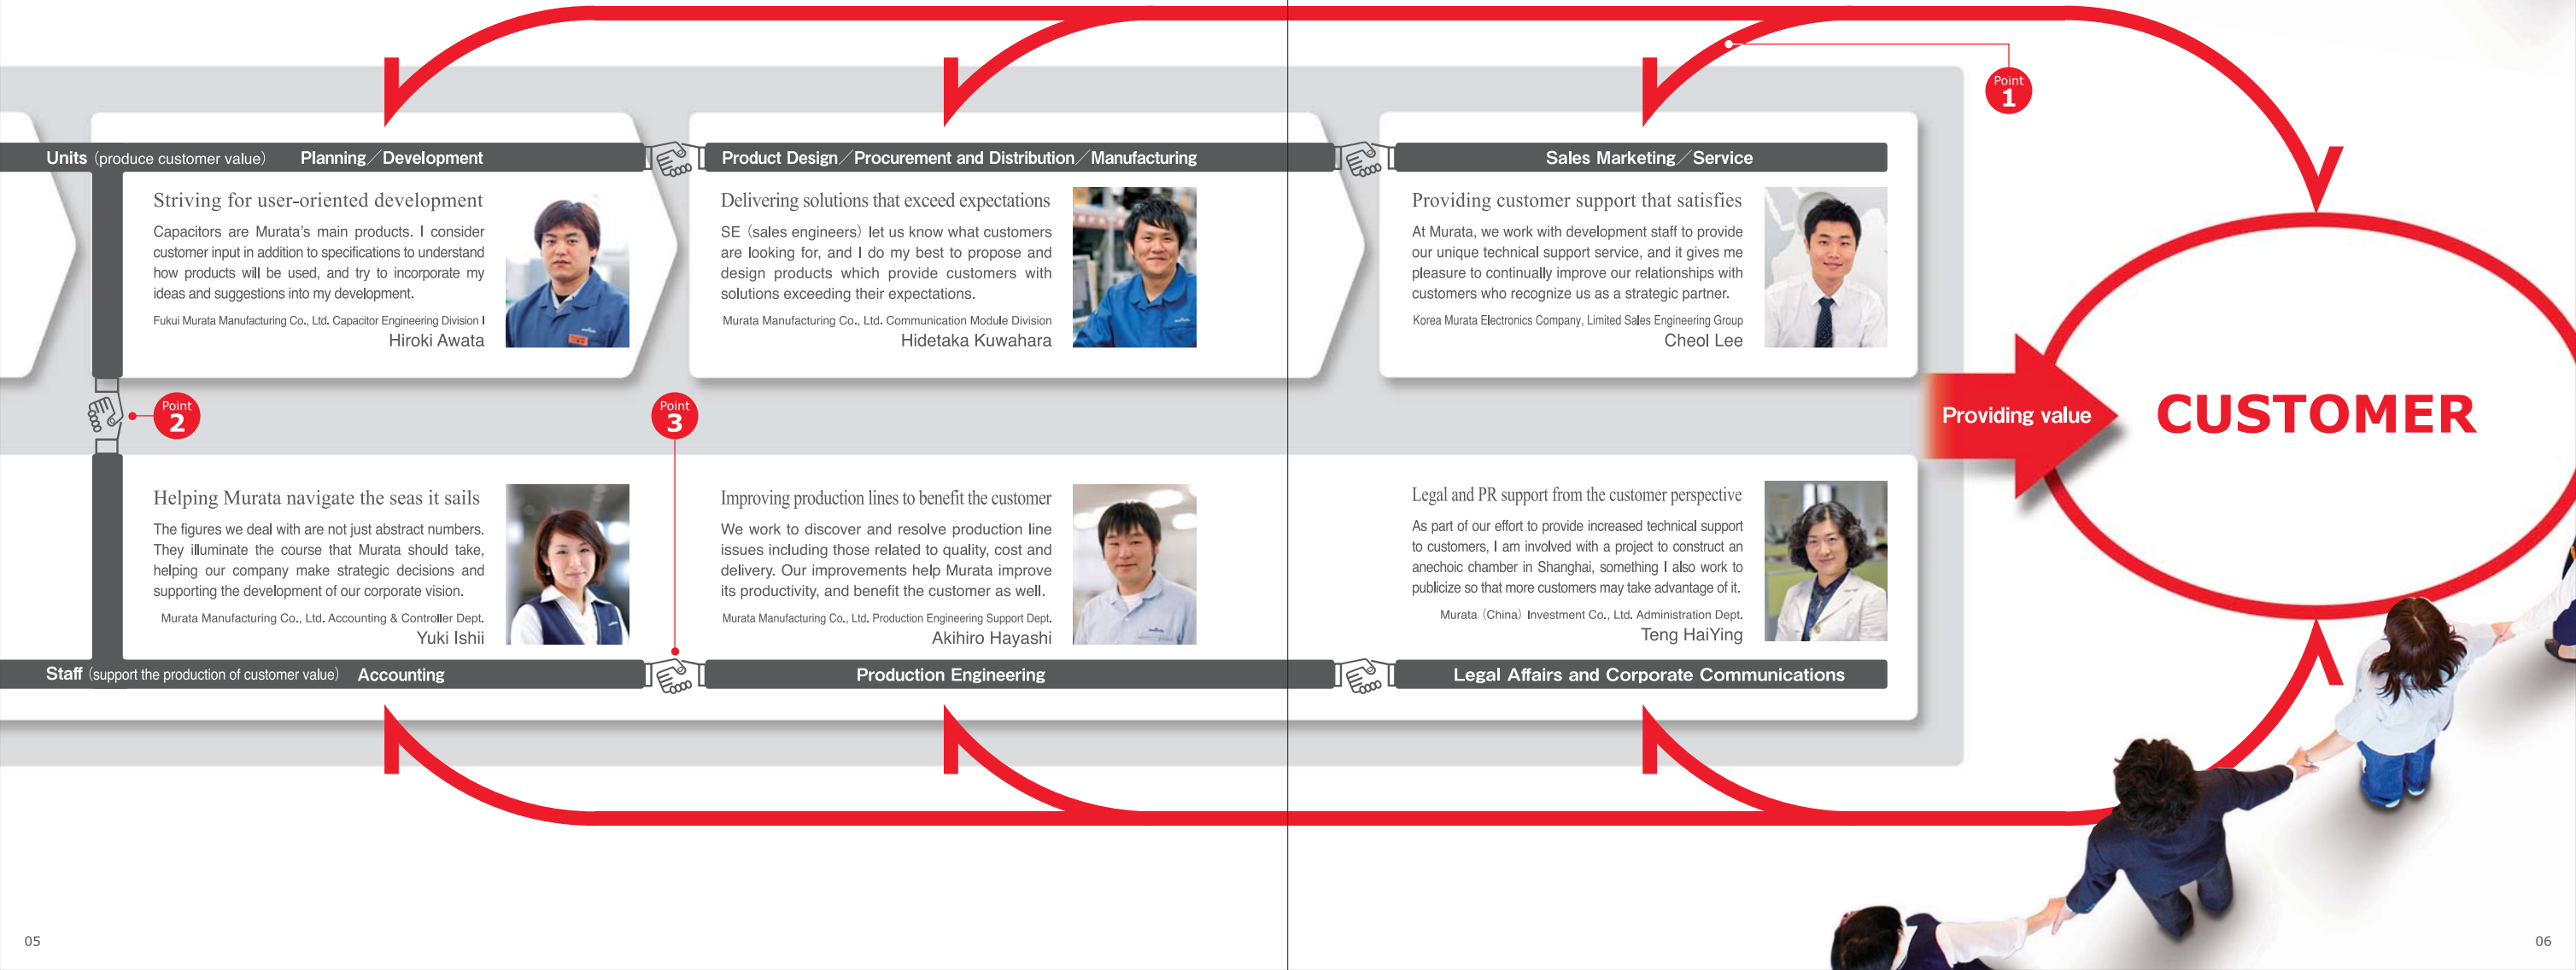 Point
1
Units (produce customer value) Planning／Development
Product Design／Procurement and Distribution／Manufacturing
Sales Marketing／Service
Striving for user-oriented development
Capacitors are Murata's main products. I consider
customer input in addition to specifications to understand
how products will be used, and try to incorporate my
ideas and suggestions into my development.
Fukui Murata Manufacturing Co., Ltd. Capacitor Engineering Division I
Hiroki Awata
Delivering solutions that exceed expectations
SE (sales engineers) let us know what customers
are looking for, and I do my best to propose and
design products which provide customers with
solutions exceeding their expectations.
Murata Manufacturing Co., Ltd. Communication Module Division
Hidetaka Kuwahara
Providing customer support that satisfies
At Murata, we work with development staff to provide
our unique technical support service, and it gives me
pleasure to continually improve our relationships with
customers who recognize us as a strategic partner.
Korea Murata Electronics Company, Limited Sales Engineering Group
Cheol Lee
Point
2
Point
3
Providing value
CUSTOMER
Helping Murata navigate the seas it sails
The figures we deal with are not just abstract numbers.
They illuminate the course that Murata should take,
helping our company make strategic decisions and
supporting the development of our corporate vision.
Murata Manufacturing Co., Ltd. Accounting & Controller Dept.
Yuki Ishii
Improving production lines to benefit the customer
We work to discover and resolve production line
issues including those related to quality, cost and
delivery. Our improvements help Murata improve
its productivity, and benefit the customer as well.
Murata Manufacturing Co., Ltd. Production Engineering Support Dept.
Akihiro Hayashi
Legal and PR support from the customer perspective
As part of our effort to provide increased technical support
to customers, I am involved with a project to construct an
anechoic chamber in Shanghai, something I also work to
publicize so that more customers may take advantage of it.
Murata (China) Investment Co., Ltd. Administration Dept.
Teng HaiYing
Staff (support the production of customer value) Accounting
Production Engineering
Legal Affairs and Corporate Communications
05
06